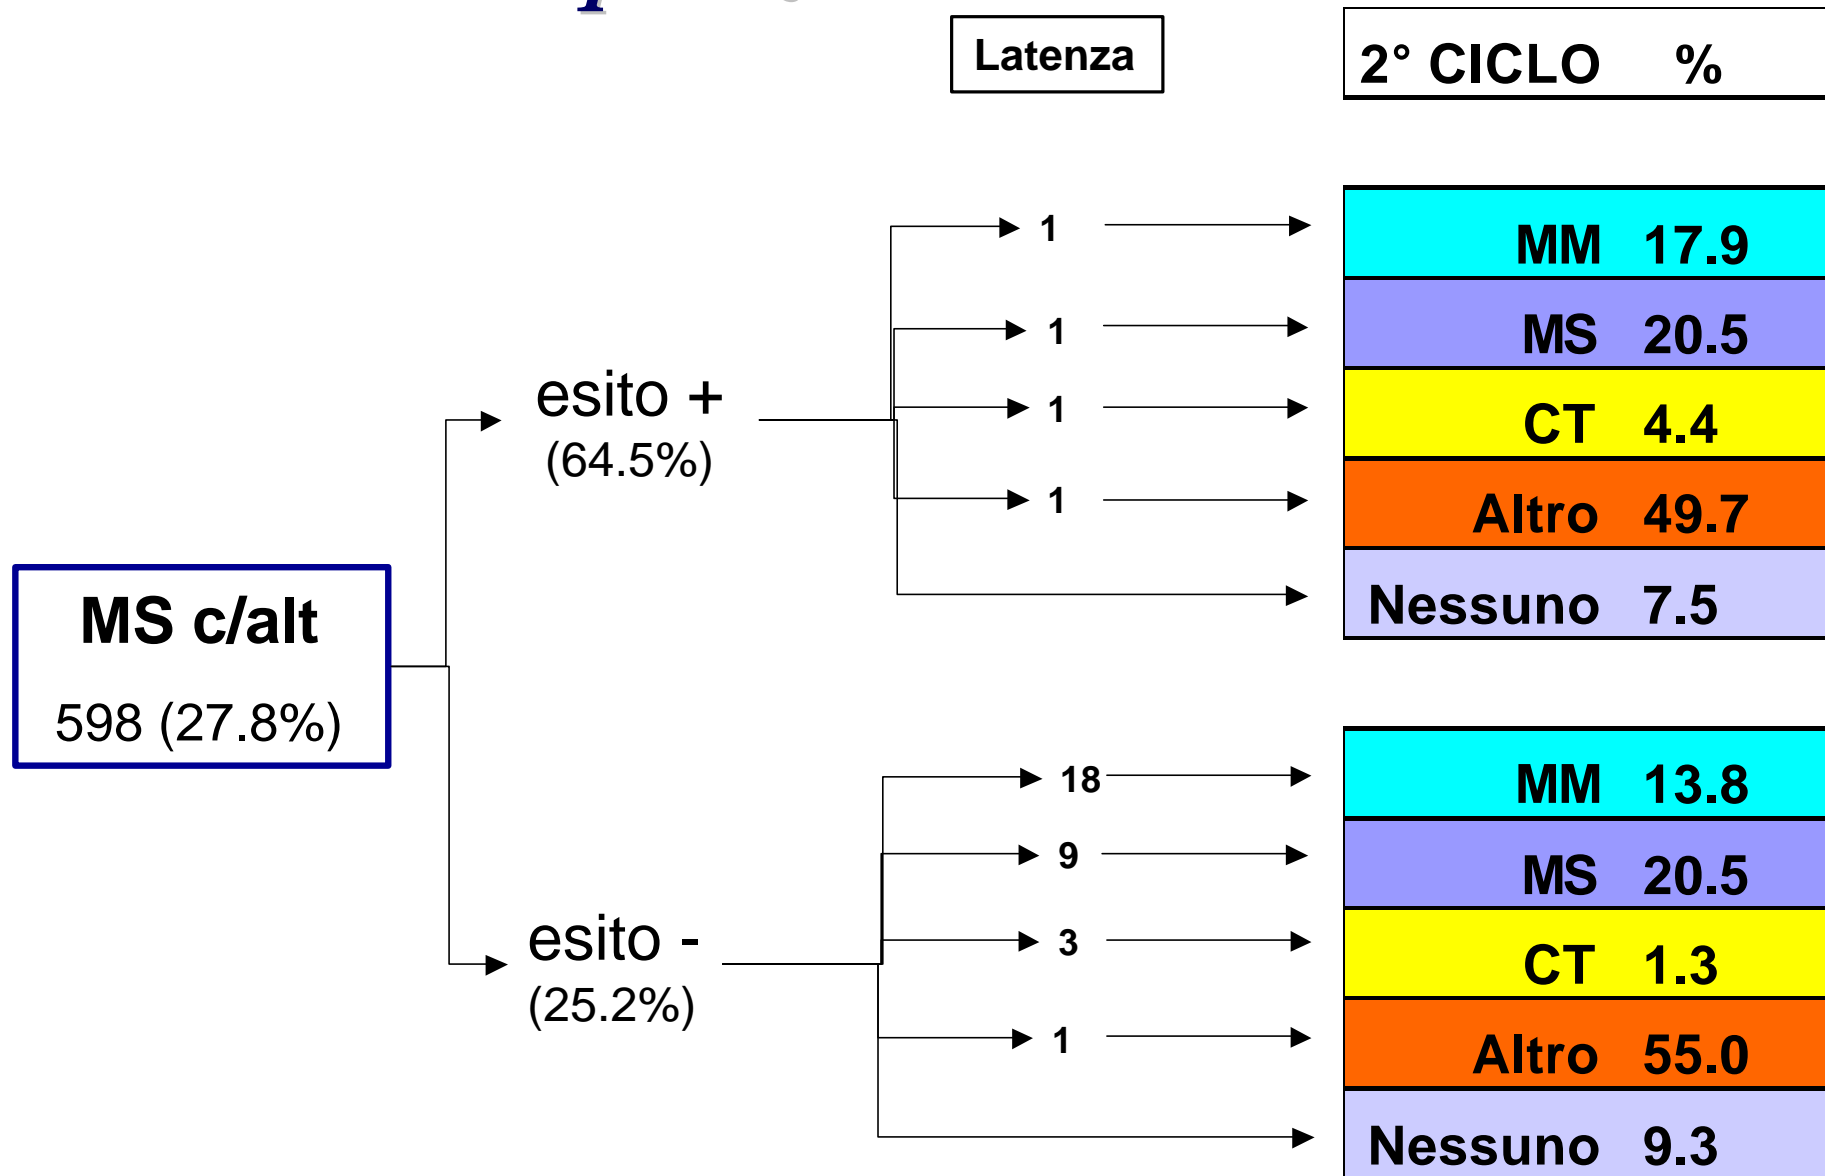 Latenza
2° CICLO %
1
MM 17.9
1
MS 20.5
esito +
(64.5%)
1
CT 4.4
1
Altro 49.7
Nessuno 7.5
MS c/alt
598 (27.8%)
18
MM 13.8
9
MS 20.5
esito -
(25.2%)
3
CT 1.3
1
Altro 55.0
Nessuno 9.3